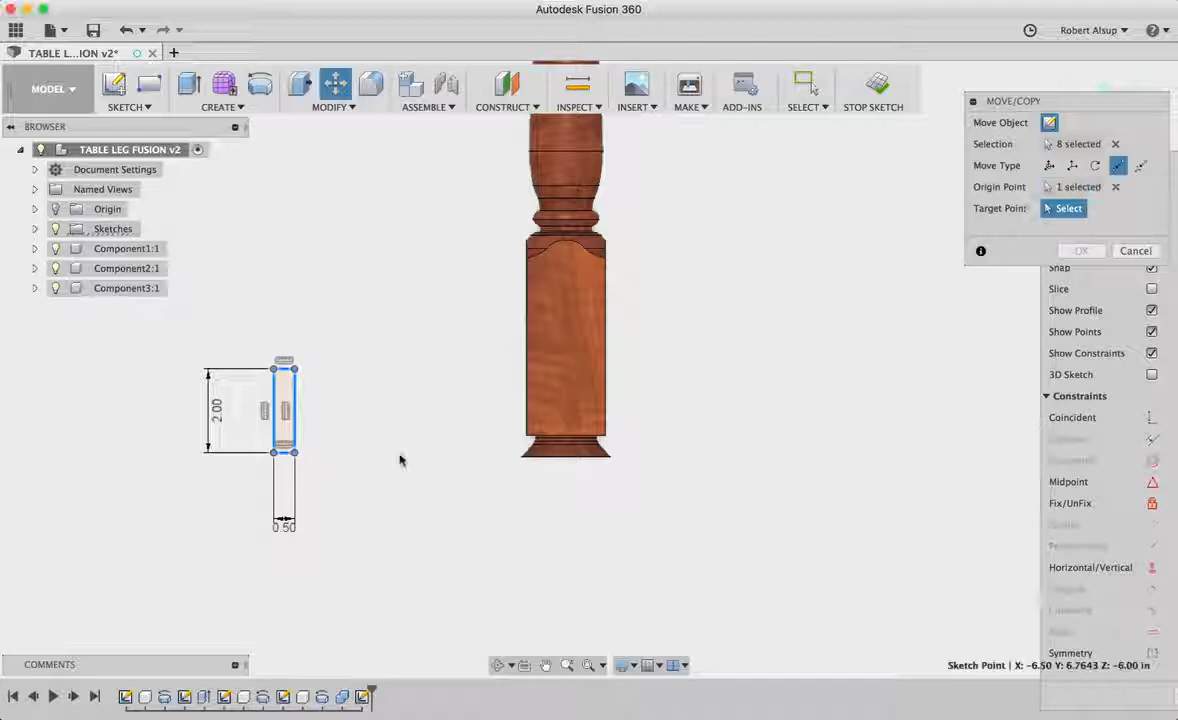 Autodesk Fusion 360
Robert Alsup
TABLE L...ION v2*
MODEL
SKETCH
CREATE
MODIFY
ASSEMBLE
CONSTRUCT
INSPECT
INSERT
MAKE
ADD-INS
SELECT
STOP SKETCH
BROWSER
TABLE LEG FUSION v2
Document Settings
Named Views
Origin
Sketches
Component1:1
Component2:1
Component3:1
MOVE/COPY
Move Object
Selection 8 selected
Move Type
Origin Point 1 selected
Target Point Select
OK Cancel
Snap
Slice
Show Profile
Show Points
Show Constraints
3D Sketch
Constraints
Coincident
Midpoint
Fix/UnFix
Horizontal/Vertical
Symmetry
2.00
0.50
COMMENTS
Sketch Point | X: -6.50 Y: 6.7643 Z: -6.00 in